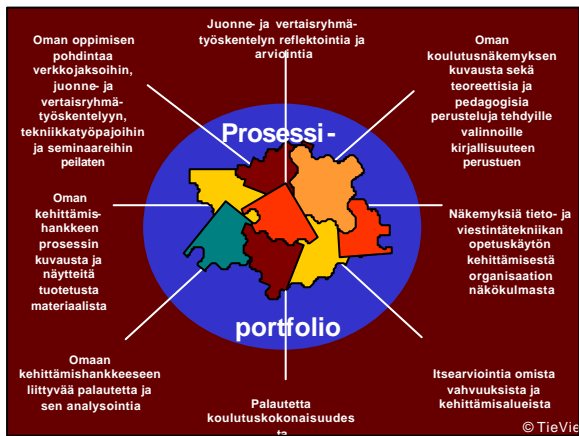 Juonne- ja vertaisryhmä-
työskentelyn reflektointia ja
arviointia
Oman oppimisen
pohdintaa
verkkojaksoihin,
juonne- ja
vertaisryhmä-
työskentelyyn,
tekniikkatyöpajoihin
ja seminaareihin
peilaten
Oman
koulutusnäkemyksen
kuvausta sekä
teoreettisia ja
pedagogisia
perusteluja tehdyille
valinnoille
kirjallisuuteen
perustuen
Prosessi-
portfolio
Oman
kehittämis-
hankkeen
prosessin
kuvausta ja
näytteitä
tuotetusta
materiaalista
Näkemyksiä tieto- ja
viestintätekniikan
opetuskäytön
kehittämisestä
organisaation
näkökulmasta
Omaan
kehittämishankkeeseen
liittyvää palautetta ja
sen analysointia
Palautetta
koulutuskokonaisuudes
ta
Itsearviointia omista
vahvuuksista ja
kehittämisalueista
© TieVie